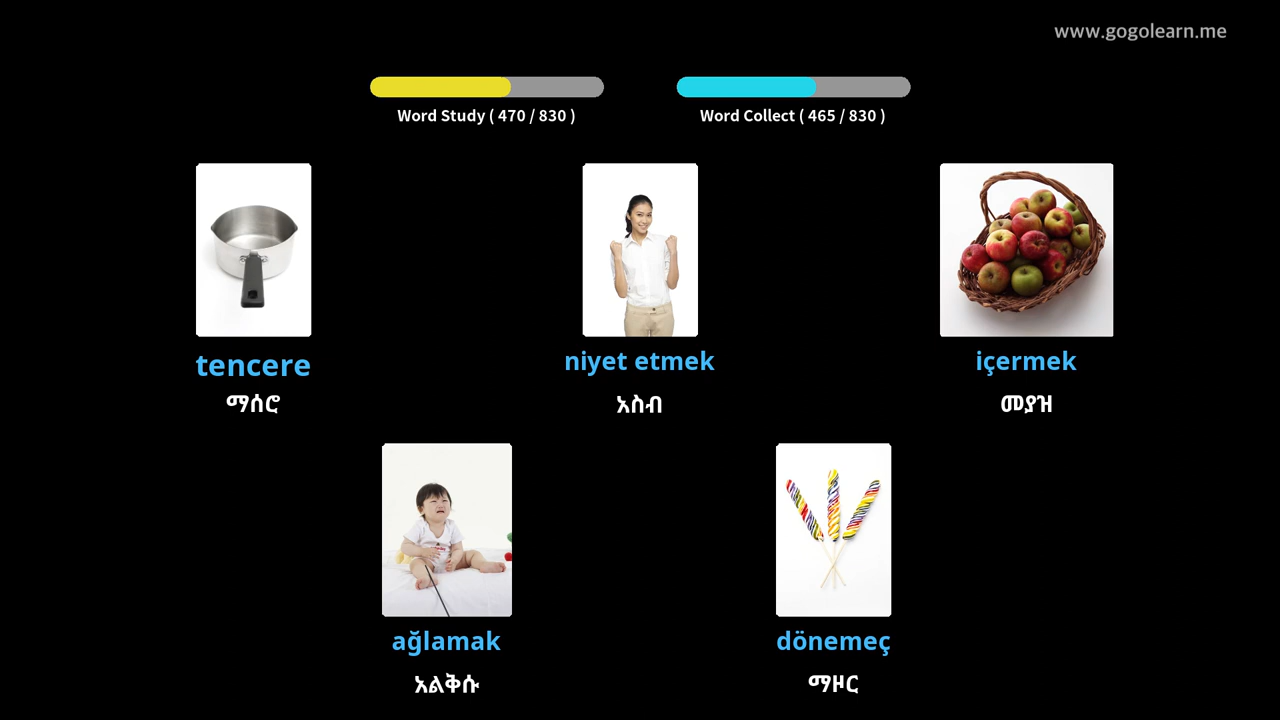 www.gogolearn.me
Word Study ( 470 / 830 )
Word Collect ( 465 / 830 )
tencere
ማሰሮ
niyet etmek
አስብ
içermek
መያዝ
ağlamak
አልቅሱ
dönemeç
ማዞር